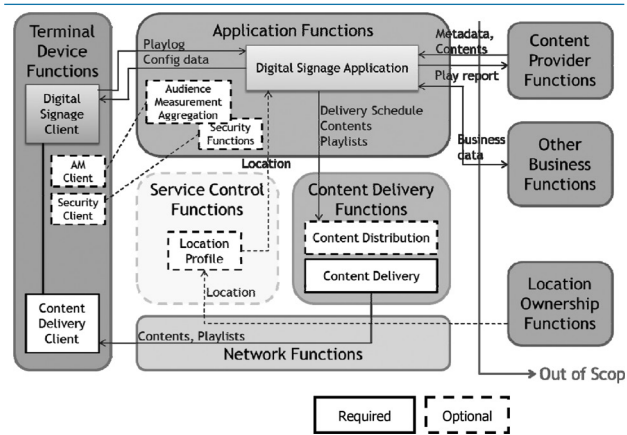 Terminal
Device
Functions
Digital
Signage
Client
AM
Client
Security
Client
Content
Delivery
Client
Application Functions
Playlog
Config data
Digital Signage Application
Audience
Measurement
Aggregation
Security
Functions
Delivery Schedule
Contents
Playlists
Location
Metadata,
Contents
Play report
Business
data
Content
Provider
Functions
Other
Business
Functions
Service Control
Functions
Location
Profile
Location
Content Delivery
Functions
Content Distribution
Content Delivery
Location
Ownership
Functions
Contents, Playlists
Network Functions
Out of Scop
Required
Optional